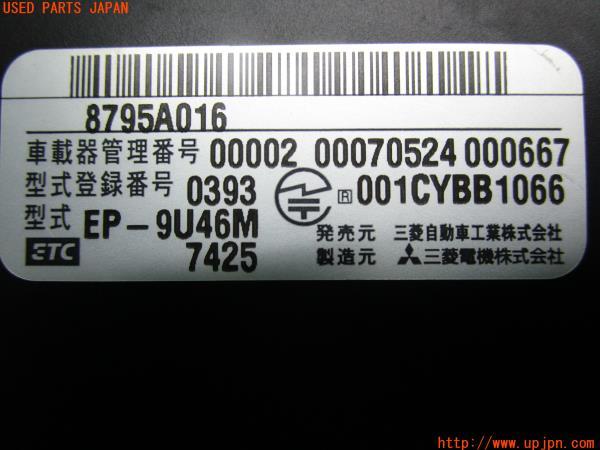 USED PARTS JAPAN
8795A016
車載器管理番号 00002 00070524 000667
型式登録番号 0393 R 001CYBB1066
型式 EP-9U46M
発売元 三菱自動車工業株式会社
ETC 7425
製造元 三菱電機株式会社
http://www.upjpn.com/